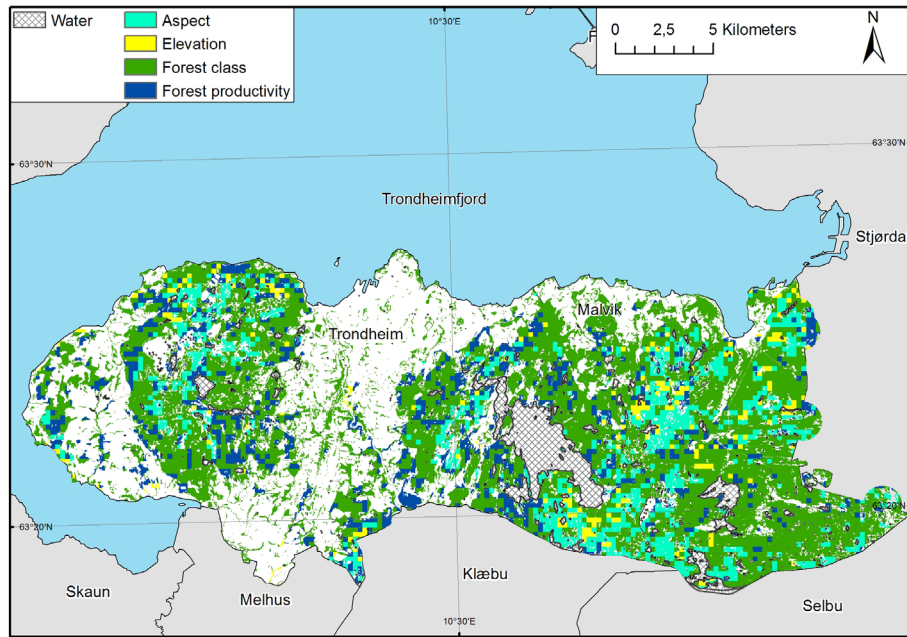 Water
Aspect
Elevation
Forest class
Forest productivity
10°30'E
F
0 2,5 5 Kilometers
N
63°30'N
63°30'N
Trondheimfjord
Stjørda
Malvik
Trondheim
63°20'N
63°20'N
Skaun
Melhus
Klæbu
Selbu
10°30'E